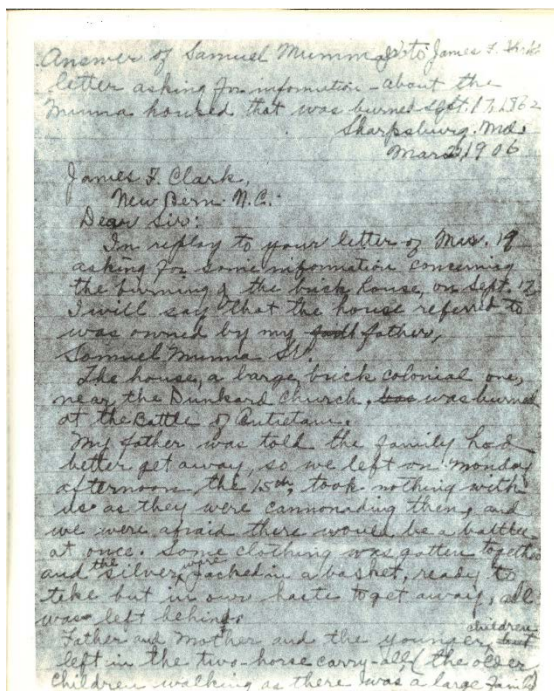 Answer of Samuel Mumma Jr to James F.
letter asking for information - about the
Mumma housed that was burned Sept. 17, 1862
Sharpsburg. Md.
Mar 1906
James F. Clark,
New Bern N.C.
Dear Sir:
In replay to your letter of Mar. 19
asking for some information concerning
the burning of the house, on Sept. 17
I will say that the house referred to
was owned by my father,
Samuel Mumma Sr.
The house, a large brick colonial one,
near the Dunkard Church, was burned
at the Battle of Antietam.
My father was told the family had
better get away, so we left on Monday
afternoon the 15th, took nothing with
us as they were cannonading then, and
we were afraid there would be a battle
at once. Some clothing was gotten together
and the silver were packed in a basket, ready to
take but in our haste to get away, all
was left behind.
Father and Mother and the younger children
left in the two-horse carry-all (the older
children walking as there was a large family